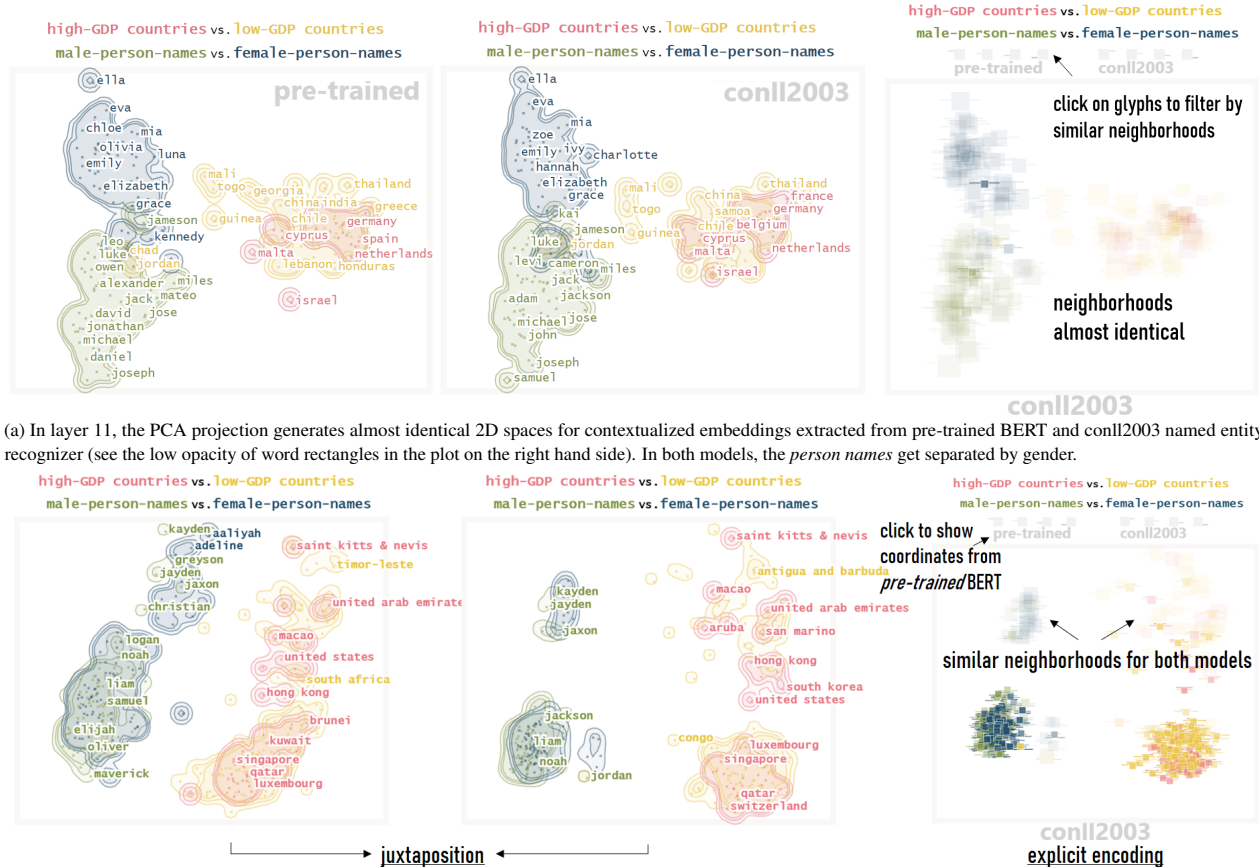 high-GDP countries vs. low-GDP countries
male-person-names vs. female-person-names
pre-trained
ella
eva
chloe
mia
olivia
luna
emily
elizabeth
grace
jameson
kennedy
leo
luke
chad
owen
jordan
alexander
miles
jack
mateo
david
jose
jonathan
michael
daniel
joseph
mali
togo
georgia
thailand
china
india
greece
guinea
chile
germany
cyprus
spain
malta
netherlands
lebanon
honduras
israel
high-GDP countries vs. low-GDP countries
male-person-names vs. female-person-names
conll2003
ella
eva
mia
zoe
emily
ivy
charlotte
hannah
elizabeth
grace
kai
jameson
luke
jordan
levi
cameron
miles
jack
adam
jackson
michael
jose
john
joseph
samuel
mali
china
thailand
france
togo
samoa
germany
guinea
chile
belgium
cyprus
malta
netherlands
israel
high-GDP countries vs. low-GDP countries
male-person-names vs. female-person-names
pre-trained
conll2003
click on glyphs to filter by
similar neighborhoods
neighborhoods
almost identical
conll2003
(a) In layer 11, the PCA projection generates almost identical 2D spaces for contextualized embeddings extracted from pre-trained BERT and conll2003 named entity
recognizer (see the low opacity of word rectangles in the plot on the right hand side). In both models, the person names get separated by gender.
high-GDP countries vs. low-GDP countries
male-person-names vs. female-person-names
kayden
aaliyah
adeline
greyson
jayden
jaxon
christian
logan
noah
liam
samuel
elijah
oliver
maverick
saint kitts & nevis
timor-leste
united arab emirates
macao
united states
south africa
hong kong
brunei
kuwait
singapore
qatar
luxembourg
high-GDP countries vs. low-GDP countries
male-person-names vs. female-person-names
kayden
jayden
jaxon
jackson
liam
noah
jordan
saint kitts & nevis
antigua and barbuda
macao
united arab emirates
aruba
san marino
hong kong
south korea
united states
congo
luxembourg
singapore
qatar
switzerland
juxtaposition
high-GDP countries vs. low-GDP countries
male-person-names vs. female-person-names
pre-trained
conll2003
click to show
coordinates from
pre-trained BERT
similar neighborhoods for both models
conll2003
explicit encoding